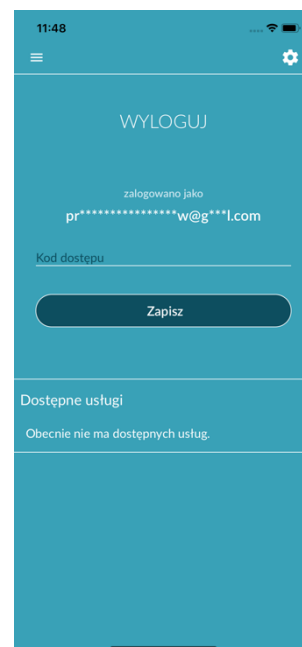 11:48
WYLOGUJ
zalogowano jako
pr****************w@g***l.com
Kod dostępu
Zapisz
Dostępne usługi
Obecnie nie ma dostępnych usług.